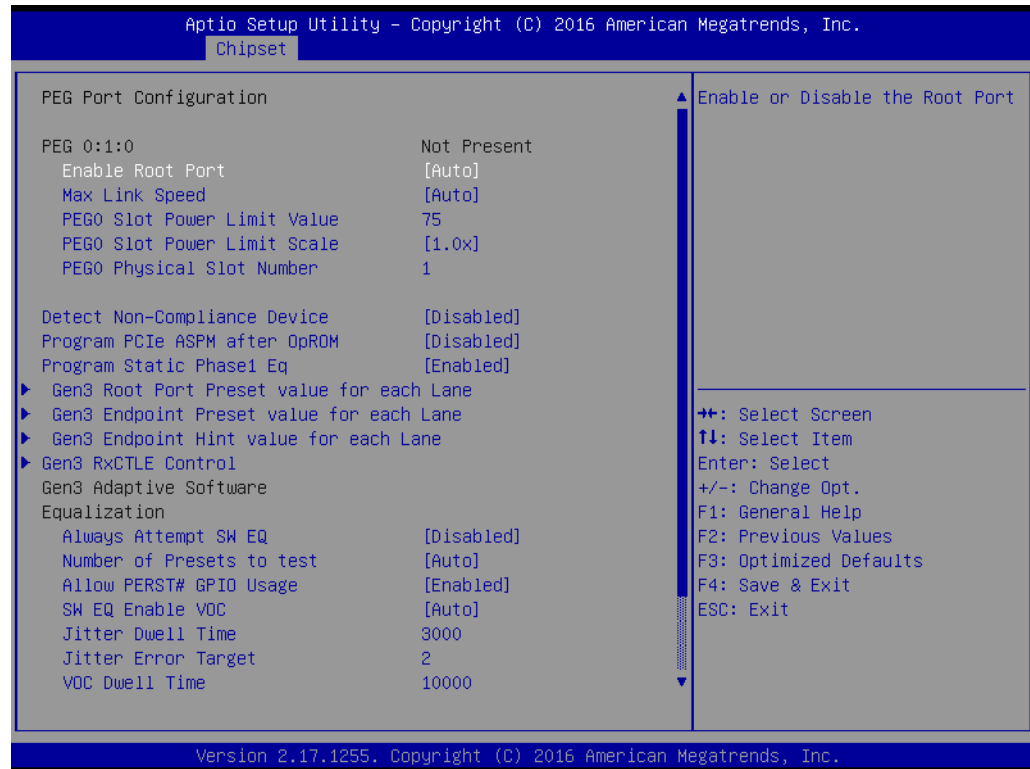 Aptio Setup Utility – Copyright (C) 2016 American Megatrends, Inc.
Chipset
PEG Port Configuration
PEG 0:1:0 Not Present
Enable Root Port [Auto]
Max Link Speed [Auto]
PEG0 Slot Power Limit Value 75
PEG0 Slot Power Limit Scale [1.0x]
PEG0 Physical Slot Number 1
Detect Non-Compliance Device [Disabled]
Program PCIe ASPM after OpROM [Disabled]
Program Static Phase1 Eq [Enabled]
Gen3 Root Port Preset value for each Lane
Gen3 Endpoint Preset value for each Lane
Gen3 Endpoint Hint value for each Lane
Gen3 RxCTLE Control
Gen3 Adaptive Software
Equalization
Always Attempt SW EQ [Disabled]
Number of Presets to test [Auto]
Allow PERST# GPIO Usage [Enabled]
SW EQ Enable VOC [Auto]
Jitter Dwell Time 3000
Jitter Error Target 2
VOC Dwell Time 10000
Enable or Disable the Root Port
→←: Select Screen
↑↓: Select Item
Enter: Select
+/-: Change Opt.
F1: General Help
F2: Previous Values
F3: Optimized Defaults
F4: Save & Exit
ESC: Exit
Version 2.17.1255. Copyright (C) 2016 American Megatrends, Inc.